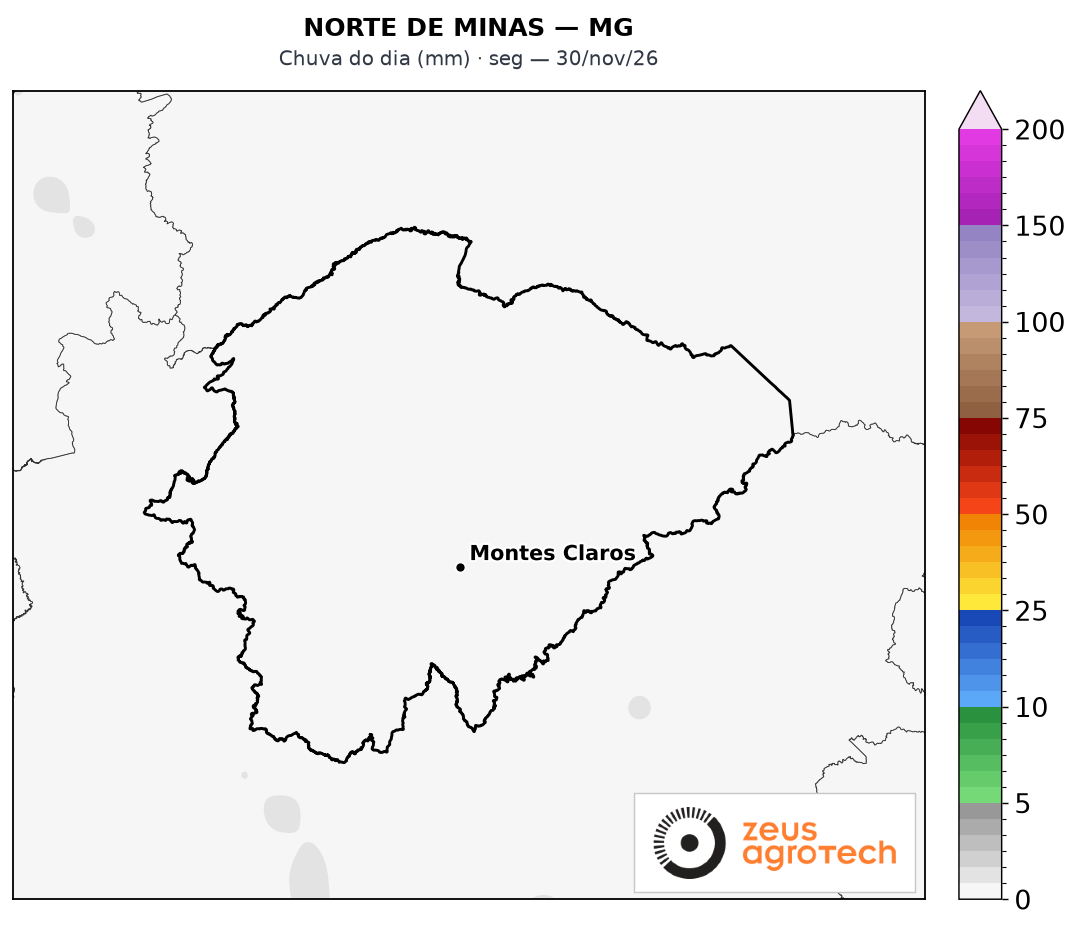 NORTE DE MINAS — MG
Chuva do dia (mm) · seg — 30/nov/26
200
150
100
75
50
25
10
5
0
Montes Claros
zeus
agrotech